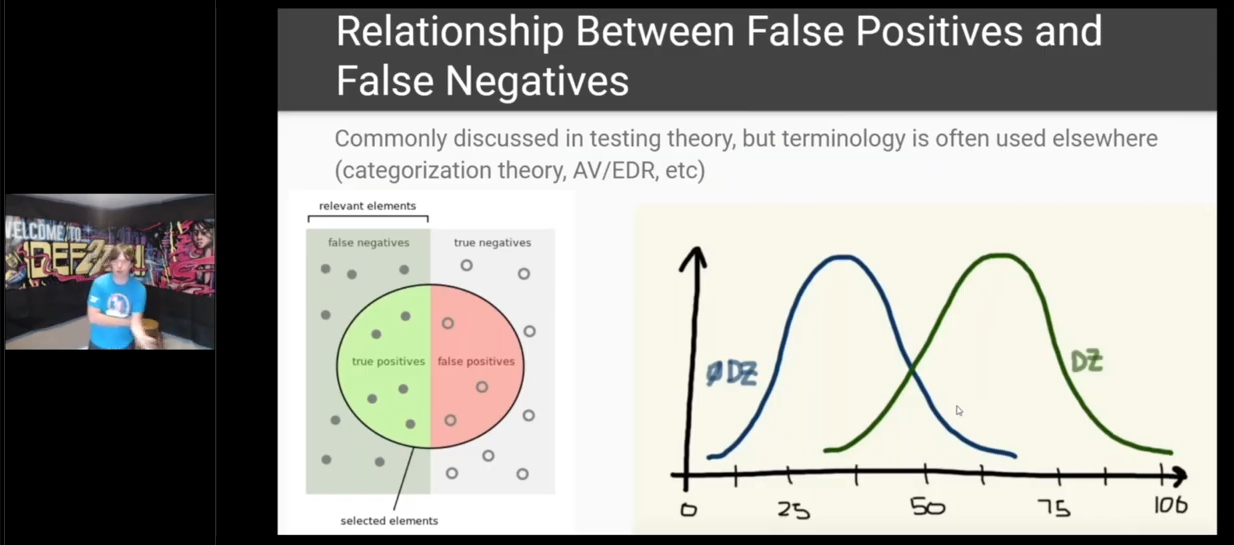 Relationship Between False Positives and
False Negatives
Commonly discussed in testing theory, but terminology is often used elsewhere
(categorization theory, AV/EDR, etc)
relevant elements
false negatives
true negatives
true positives
false positives
selected elements
ØDZ
DZ
0
25
50
75
100
WELCOME TO
DEF